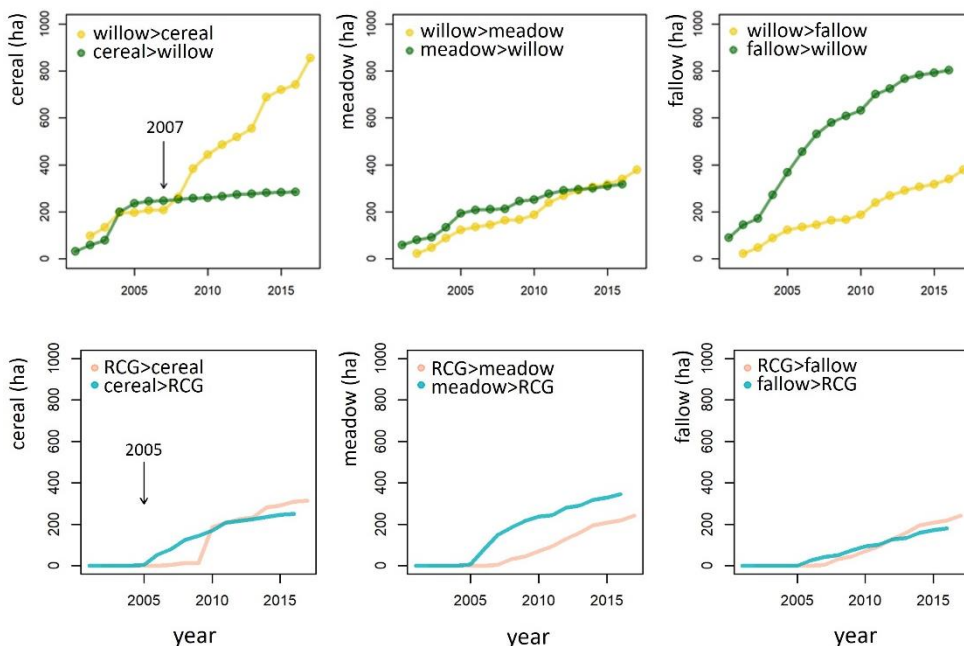 cereal (ha)
0 200 400 600 800 1000
willow>cereal
cereal>willow
2007
2005 2010 2015
meadow (ha)
0 200 400 600 800 1000
willow>meadow
meadow>willow
2005 2010 2015
fallow (ha)
0 200 400 600 800 1000
willow>fallow
fallow>willow
2005 2010 2015
cereal (ha)
0 200 400 600 800 1000
RCG>cereal
cereal>RCG
2005
2005 2010 2015
year
meadow (ha)
0 200 400 600 800 1000
RCG>meadow
meadow>RCG
2005 2010 2015
year
fallow (ha)
0 200 400 600 800 1000
RCG>fallow
fallow>RCG
2005 2010 2015
year